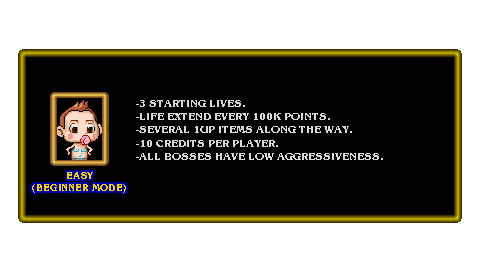 -3 STARTING LIVES.
-LIFE EXTEND EVERY 100K POINTS.
-SEVERAL 1UP ITEMS ALONG THE WAY.
-10 CREDITS PER PLAYER.
-ALL BOSSES HAVE LOW AGGRESSIVENESS.
EASY
(BEGINNER MODE)